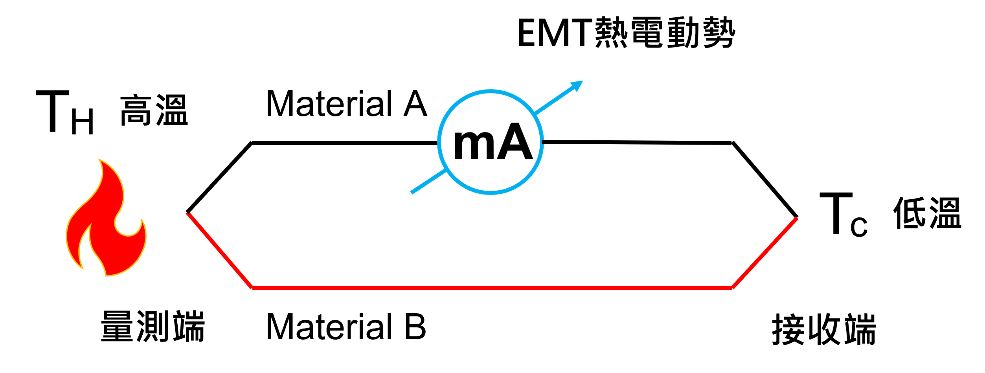 EMT熱電動勢
TH 高溫
Material A
mA
Tc 低溫
量測端
Material B
接收端